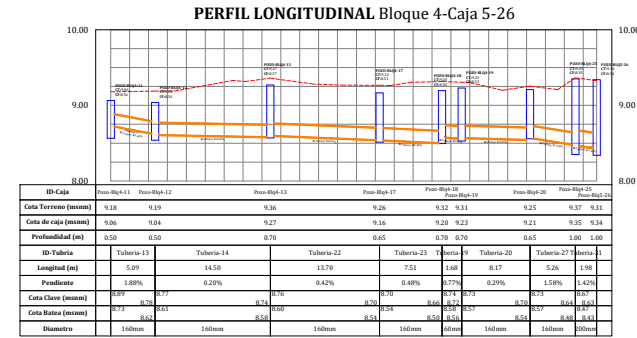 PERFIL LONGITUDINAL Bloque 4-Caja 5-26
10.00 10.00
9.00 9.00
8.00 8.00
ID-Caja Pozo-Blq4-11 Pozo-Blq4-12 Pozo-Blq4-13 Pozo-Blq4-17 Pozo-Blq4-18 Pozo-Blq4-19 Pozo-Blq4-20 Pozo-Blq4-25 Pozo-Blq5-26
Cota Terreno (msnm) 9.18 9.19 9.36 9.26 9.32 9.31 9.25 9.37 9.31
Cota de caja (msnm) 9.06 9.04 9.27 9.16 9.20 9.23 9.21 9.35 9.34
Profundidad (m) 0.50 0.50 0.70 0.65 0.70 0.70 0.65 1.00 1.00
ID-Tubria Tuberia-13 Tuberia-14 Tuberia-22 Tuberia-23 Tuberia-19 Tuberia-20 Tuberia-27 Tuberia-31
Longitud (m) 5.09 14.50 13.70 7.51 1.68 8.17 5.26 1.98
Pendiente 1.88% 0.20% 0.42% 0.48% 0.77% 0.29% 1.58% 1.42%
Cota Clave (msnm) 8.89 8.78 8.77 8.74 8.76 8.70 8.70 8.66 8.74 8.72 8.73 8.70 8.73 8.64 8.67 8.63
Cota Batea (msnm) 8.73 8.62 8.61 8.58 8.60 8.54 8.54 8.50 8.58 8.56 8.57 8.54 8.57 8.48 8.47 8.43
Diametro 160mm 160mm 160mm 160mm 160mm 160mm 160mm 200mm